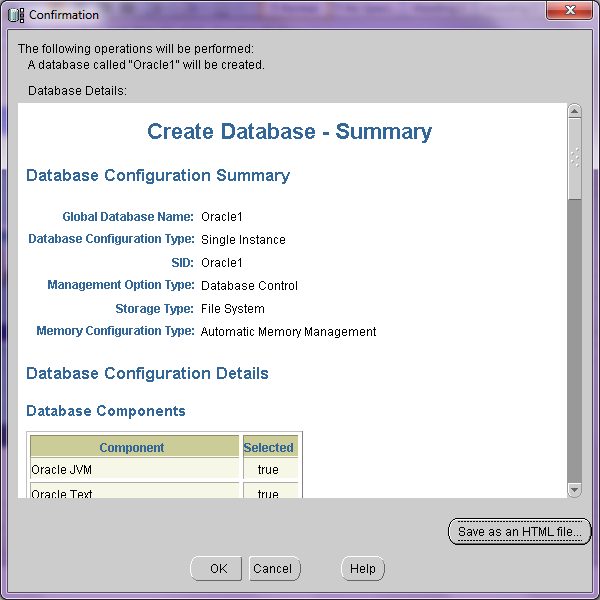 Confirmation
The following operations will be performed:
A database called "Oracle1" will be created.
Database Details:
Create Database - Summary
Database Configuration Summary
Global Database Name: Oracle1
Database Configuration Type: Single Instance
SID: Oracle1
Management Option Type: Database Control
Storage Type: File System
Memory Configuration Type: Automatic Memory Management
Database Configuration Details
Database Components
Component Selected
Oracle JVM true
Oracle Text true
Save as an HTML file...
OK Cancel Help